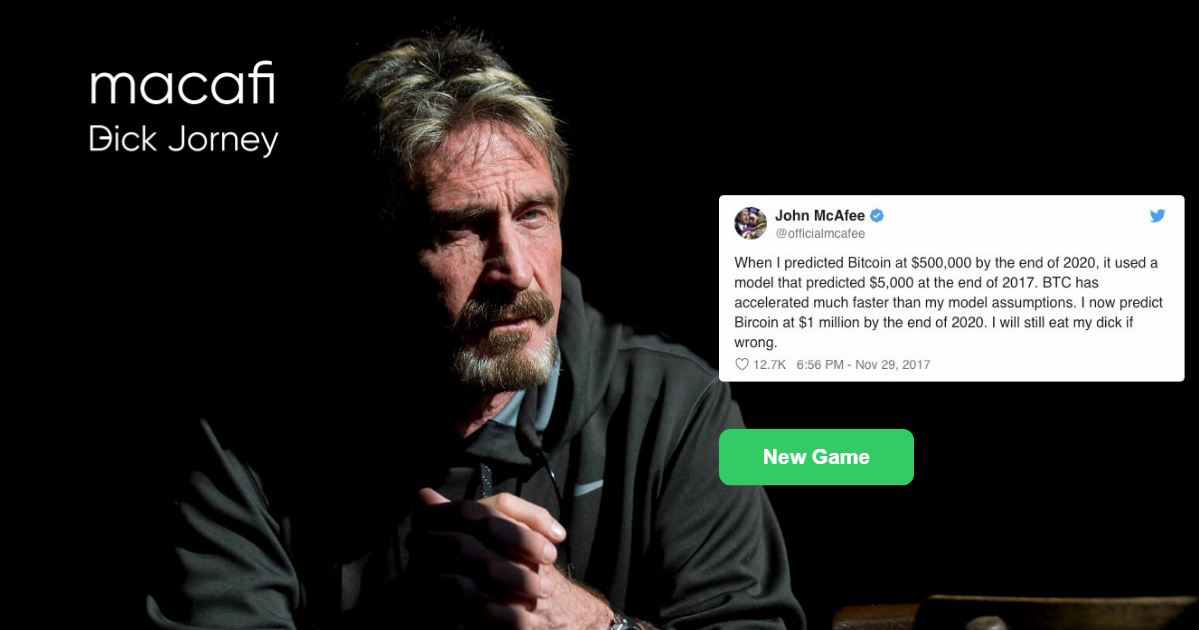 macafi
Dick Jorney
John McAfee
@officialmcafee
When I predicted Bitcoin at $500,000 by the end of 2020, it used a
model that predicted $5,000 at the end of 2017. BTC has
accelerated much faster than my model assumptions. I now predict
Bircoin at $1 million by the end of 2020. I will still eat my dick if
wrong.
12.7K 6:56 PM - Nov 29, 2017
New Game